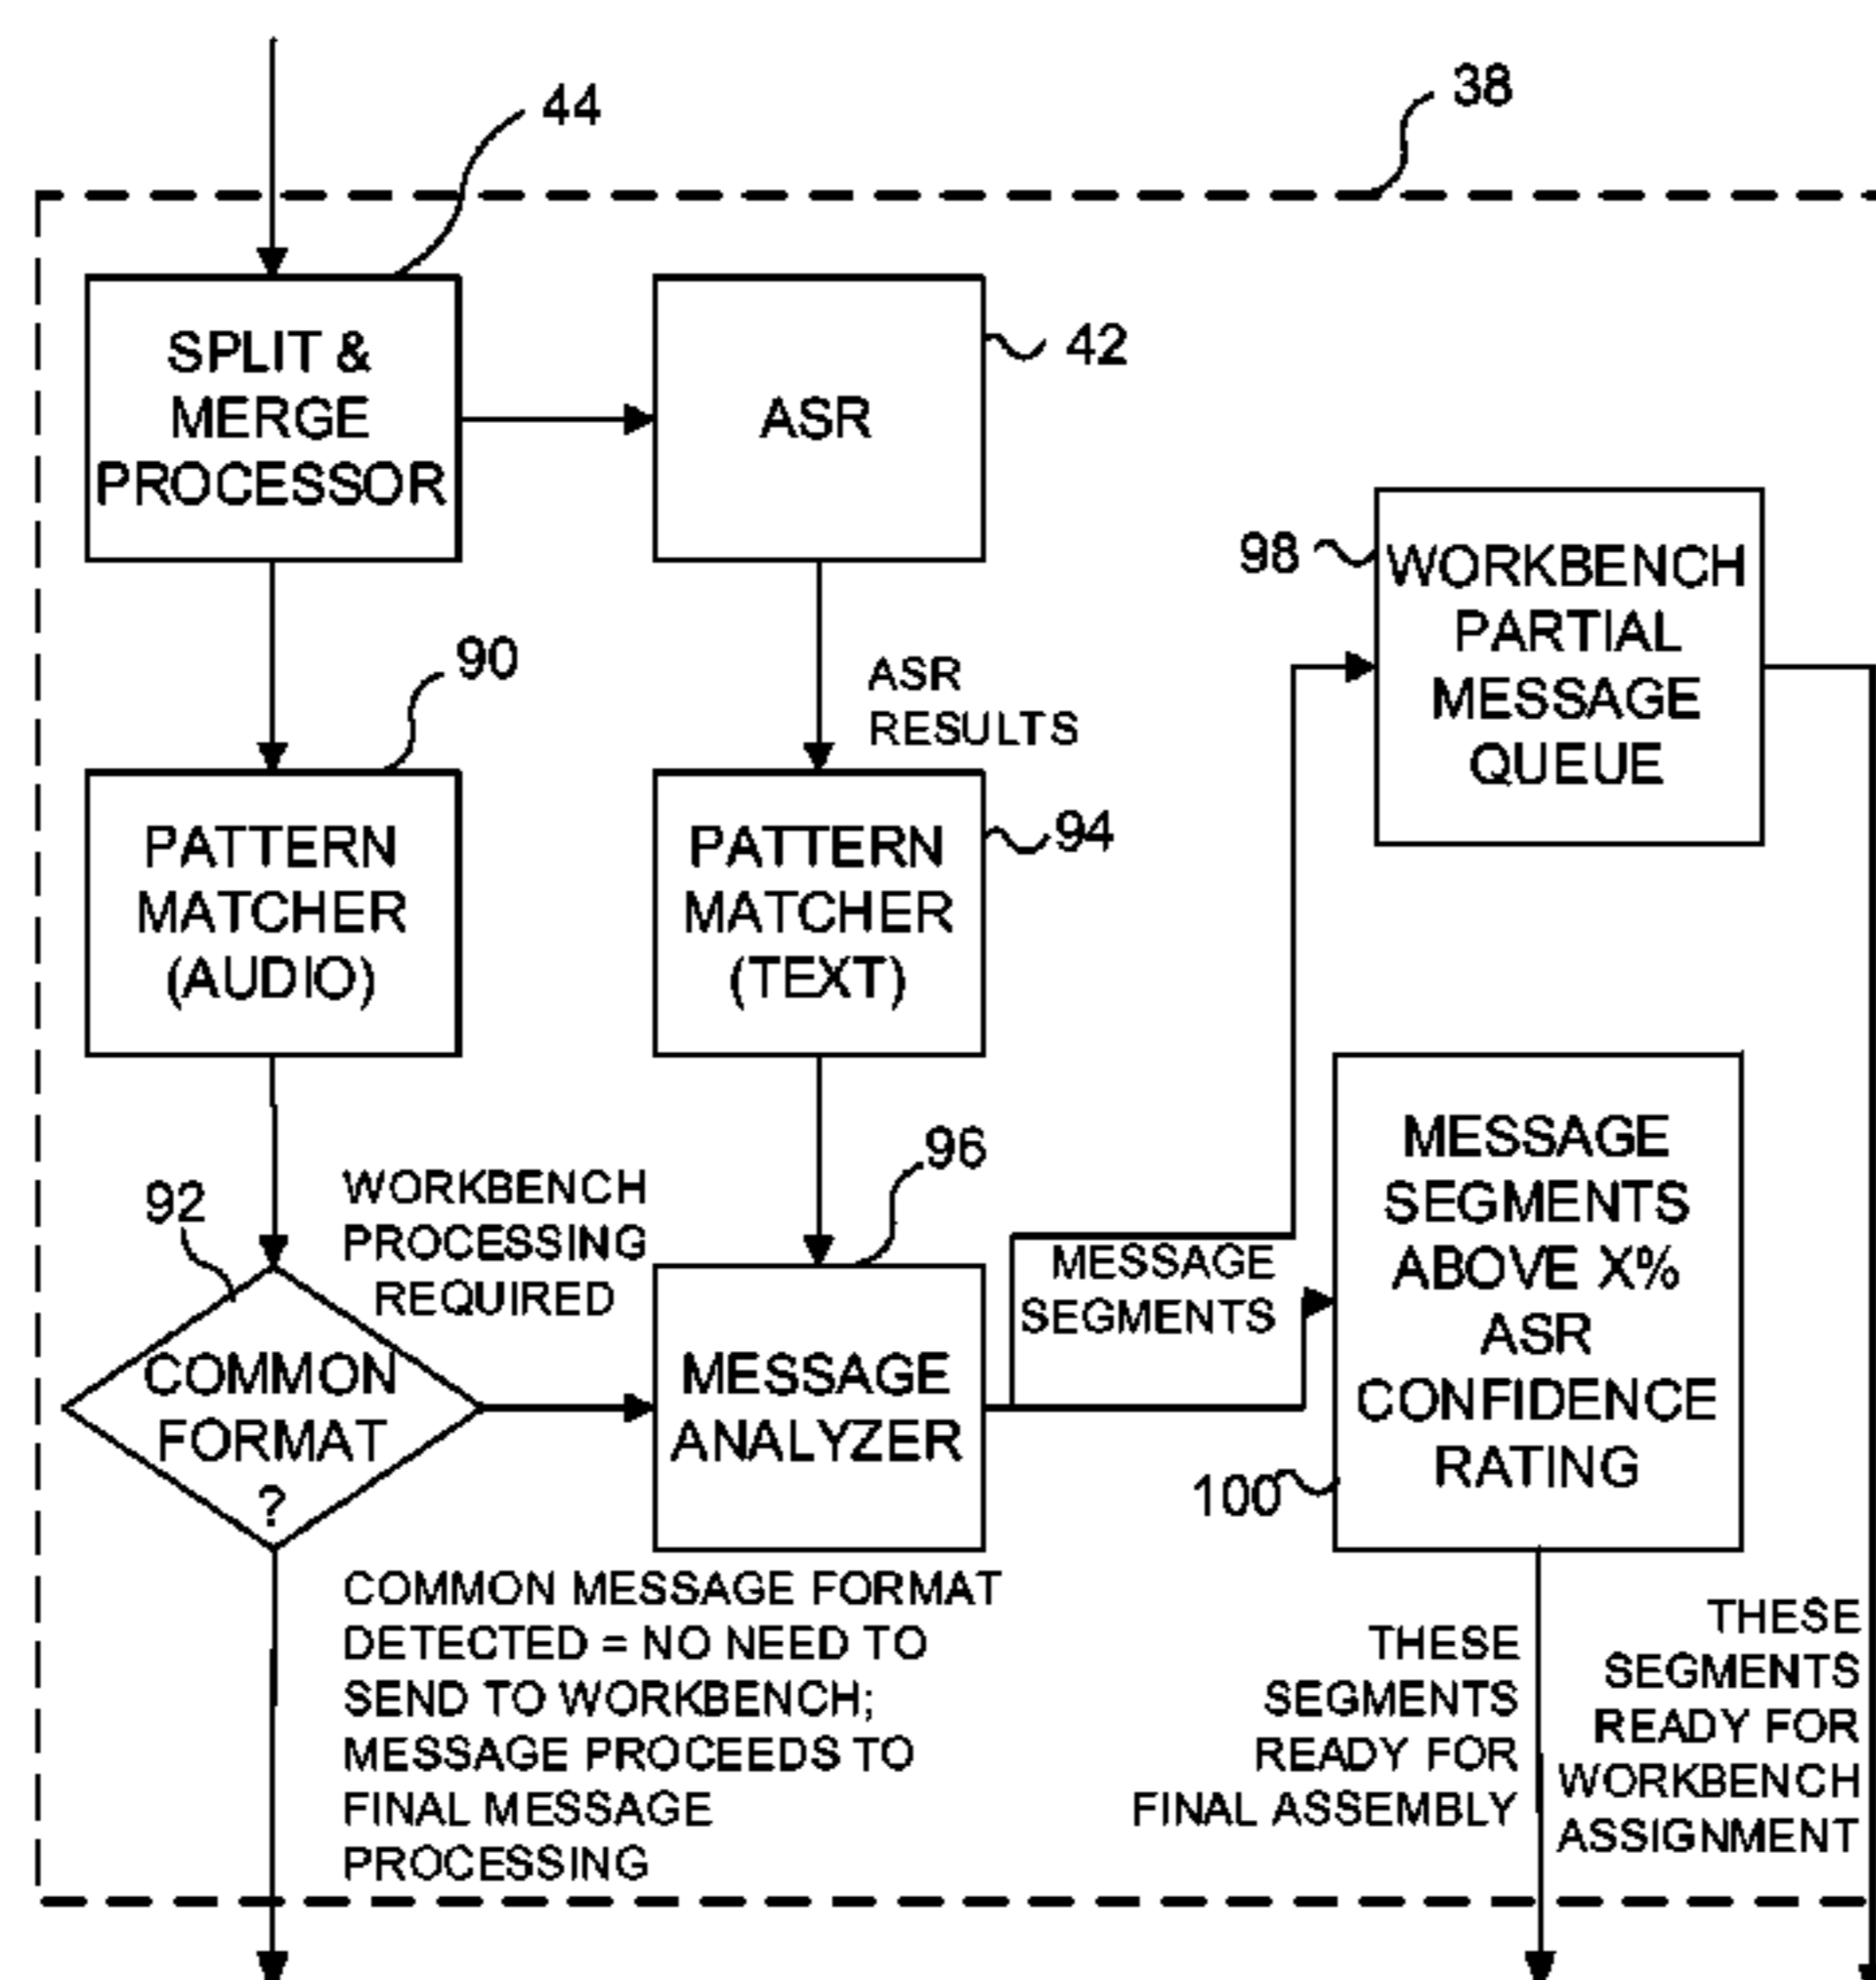 38
44
SPLIT &
MERGE
PROCESSOR
ASR
42
98
WORKBENCH
PARTIAL
MESSAGE
QUEUE
90
ASR
RESULTS
PATTERN
MATCHER
(AUDIO)
PATTERN
MATCHER
(TEXT)
94
92
WORKBENCH
PROCESSING
REQUIRED
96
COMMON
FORMAT
?
MESSAGE
ANALYZER
MESSAGE
SEGMENTS
MESSAGE
SEGMENTS
ABOVE X%
ASR
CONFIDENCE
RATING
100
COMMON MESSAGE FORMAT
DETECTED = NO NEED TO
SEND TO WORKBENCH;
MESSAGE PROCEEDS TO
FINAL MESSAGE
PROCESSING
THESE
SEGMENTS
READY FOR
FINAL ASSEMBLY
THESE
SEGMENTS
READY FOR
WORKBENCH
ASSIGNMENT